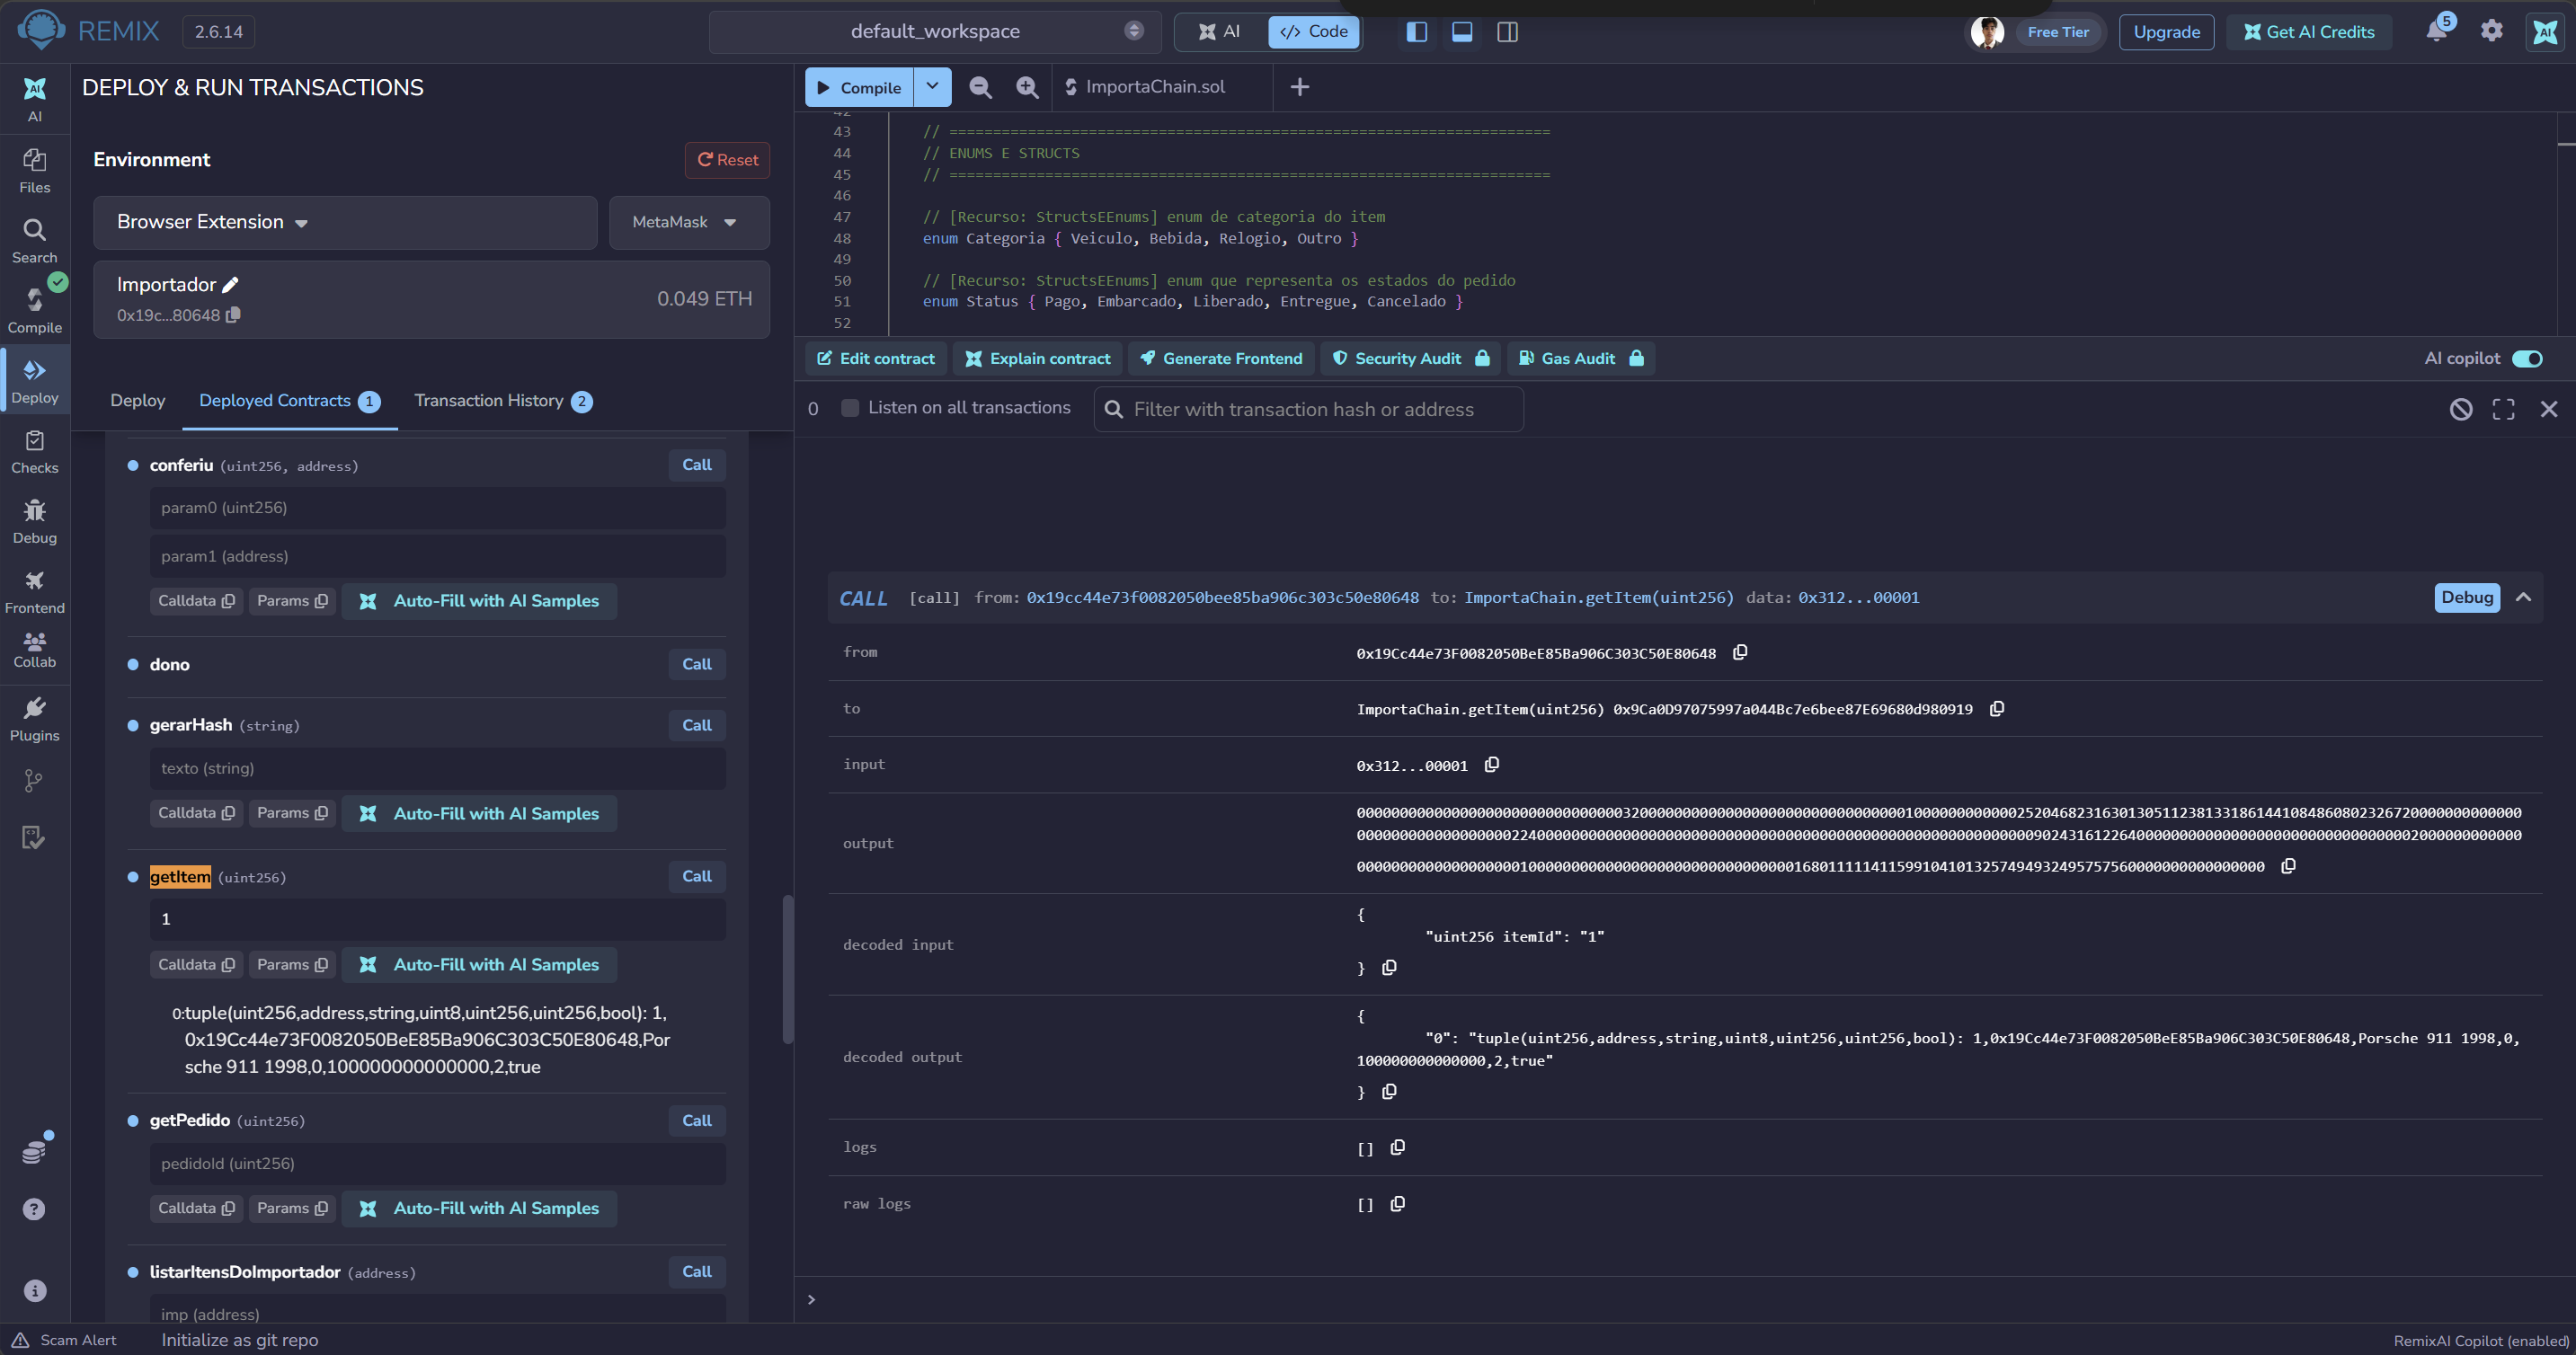 REMIX
2.6.14
default_workspace
AI
Code
Free Tier
Upgrade
Get AI Credits
5
AI
AI
AI
Files
Search
Compile
Deploy
Checks
Debug
Frontend
Collab
Plugins
DEPLOY & RUN TRANSACTIONS
Environment
Reset
Browser Extension
MetaMask
Importador
0x19c...80648
0.049 ETH
Deploy
Deployed Contracts 1
Transaction History 2
conferiu (uint256, address)
Call
param0 (uint256)
param1 (address)
Calldata
Params
Auto-Fill with AI Samples
dono
Call
gerarHash (string)
Call
texto (string)
Calldata
Params
Auto-Fill with AI Samples
getItem (uint256)
Call
1
Calldata
Params
Auto-Fill with AI Samples
0:tuple(uint256,address,string,uint8,uint256,uint256,bool): 1,
0x19Cc44e73F0082050BeE85Ba906C303C50E80648,Por
sche 911 1998,0,100000000000000,2,true
getPedido (uint256)
Call
pedidoId (uint256)
Calldata
Params
Auto-Fill with AI Samples
listarItensDoImportador (address)
Call
imp (address)
Compile
ImportaChain.sol
42
43 // =====================================================================
44 // ENUMS E STRUCTS
45 // =====================================================================
46
47 // [Recurso: StructsEEnums] enum de categoria do item
48 enum Categoria { Veiculo, Bebida, Relogio, Outro }
49
50 // [Recurso: StructsEEnums] enum que representa os estados do pedido
51 enum Status { Pago, Embarcado, Liberado, Entregue, Cancelado }
52
Edit contract
Explain contract
Generate Frontend
Security Audit
Gas Audit
AI copilot
0
Listen on all transactions
Filter with transaction hash or address
CALL [call] from: 0x19cc44e73f0082050bee85ba906c303c50e80648 to: ImportaChain.getItem(uint256) data: 0x312...00001
Debug
from
0x19Cc44e73F0082050BeE85Ba906C303C50E80648
to
ImportaChain.getItem(uint256) 0x9Ca0D97075997a044Bc7e6bee87E69680d980919
input
0x312...00001
output
decoded input
{
"uint256 itemId": "1"
}
decoded output
{
"0": "tuple(uint256,address,string,uint8,uint256,uint256,bool): 1,0x19Cc44e73F0082050BeE85Ba906C303C50E80648,Porsche 911 1998,0,
100000000000000,2,true"
}
logs
[]
raw logs
[]
>
Scam Alert
Initialize as git repo
RemixAI Copilot (enabled)